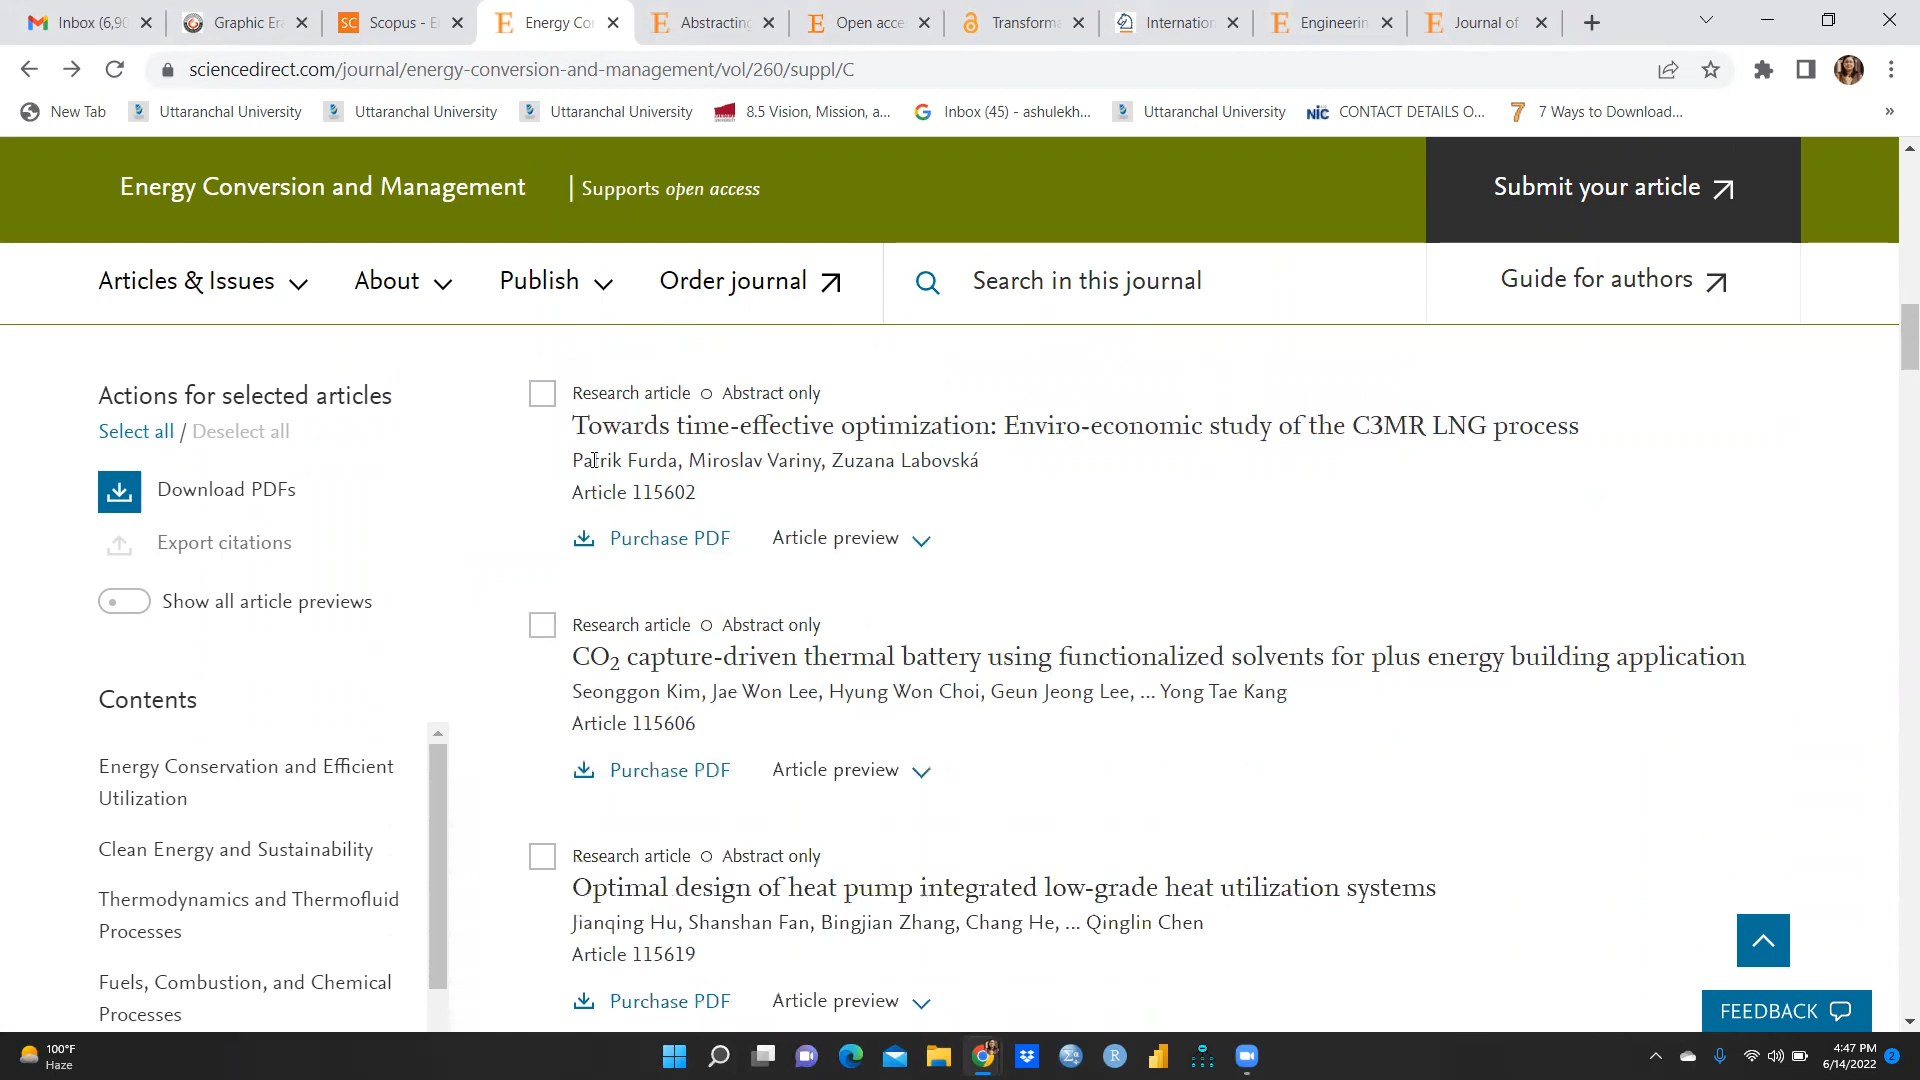 Inbox (6,90
Graphic Era
Scopus - E
Energy Co
Abstracting
Open acce
Transforma
Internation
Engineerin
Journal of
sciencedirect.com/journal/energy-conversion-and-management/vol/260/suppl/C
New Tab
Uttaranchal University
Uttaranchal University
Uttaranchal University
8.5 Vision, Mission, a...
Inbox (45) - ashulekh...
Uttaranchal University
NIC
CONTACT DETAILS O...
7 Ways to Download...
Energy Conversion and Management
Supports open access
Submit your article
Articles & Issues
About
Publish
Order journal
Search in this journal
Guide for authors
Actions for selected articles
Select all / Deselect all
Download PDFs
Export citations
Show all article previews
Contents
Energy Conservation and Efficient
Utilization
Clean Energy and Sustainability
Thermodynamics and Thermofluid
Processes
Fuels, Combustion, and Chemical
Processes
Research article Abstract only
Towards time-effective optimization: Enviro-economic study of the C3MR LNG process
Patrik Furda, Miroslav Variny, Zuzana Labovská
Article 115602
Purchase PDF Article preview
Research article Abstract only
CO2 capture-driven thermal battery using functionalized solvents for plus energy building application
Seonggon Kim, Jae Won Lee, Hyung Won Choi, Geun Jeong Lee, ... Yong Tae Kang
Article 115606
Purchase PDF Article preview
Research article Abstract only
Optimal design of heat pump integrated low-grade heat utilization systems
Jianqing Hu, Shanshan Fan, Bingjian Zhang, Chang He, ... Qinglin Chen
Article 115619
Purchase PDF Article preview
FEEDBACK
100°F
Haze
4:47 PM
6/14/2022
2